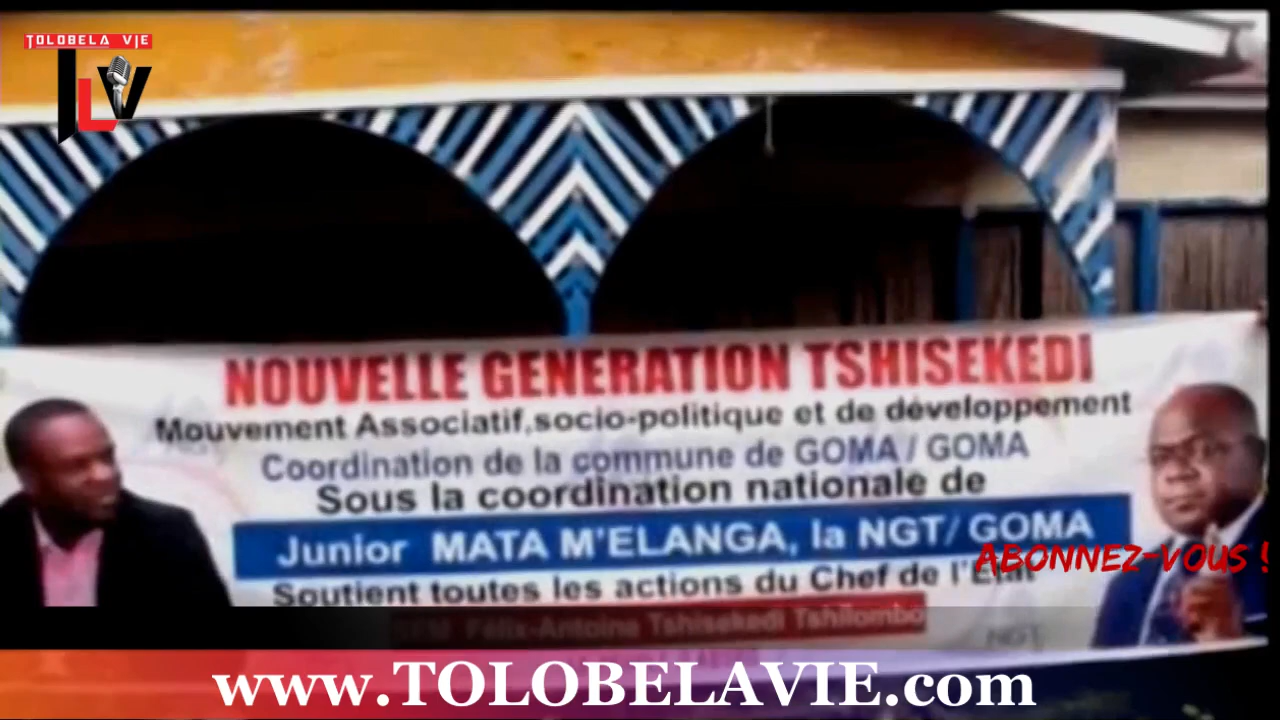 TOLOBELA VIE
TLV
NOUVELLE GENERATION TSHISEKEDI
Mouvement Associatif,socio-politique et de développement
Coordination de la commune de GOMA / GOMA
Sous la coordination nationale de
Junior MATA M'ELANGA, la NGT/ GOMA
ABONNEZ-VOUS !
Soutient toutes les actions du Chef de l'Etat
Félix-Antoine Tshisekedi Tshilombo
NGT
www.TOLOBELAVIE.com